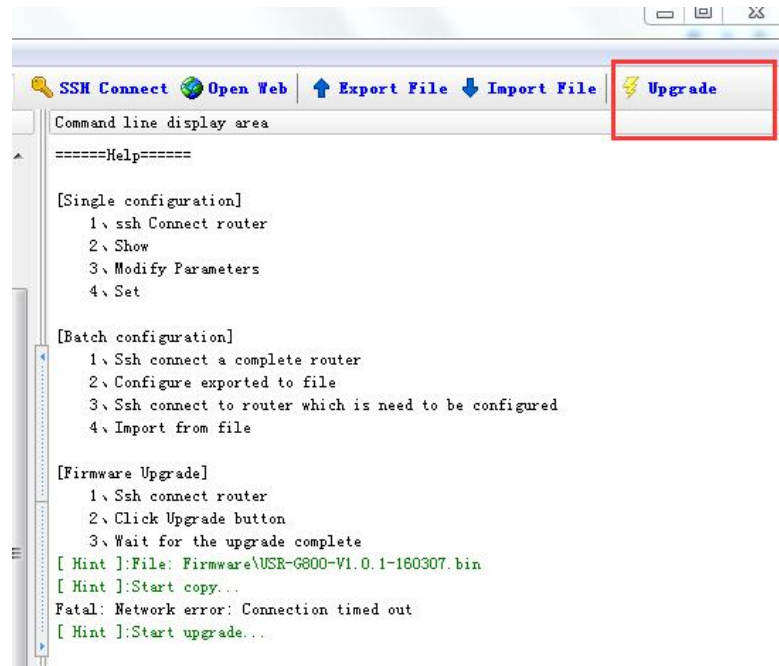 SSH Connect Open Web Export File Import File Upgrade
Command line display area
======Help======
[Single configuration]
1、ssh Connect router
2、Show
3、Modify Parameters
4、Set
[Batch configuration]
1、Ssh connect a complete router
2、Configure exported to file
3、Ssh connect to router which is need to be configured
4、Import from file
[Firmware Upgrade]
1、Ssh connect router
2、Click Upgrade button
3、Wait for the upgrade complete
[ Hint ]:File: Firmware\USR-G800-V1.0.1-160307.bin
[ Hint ]:Start copy...
Fatal: Network error: Connection timed out
[ Hint ]:Start upgrade...